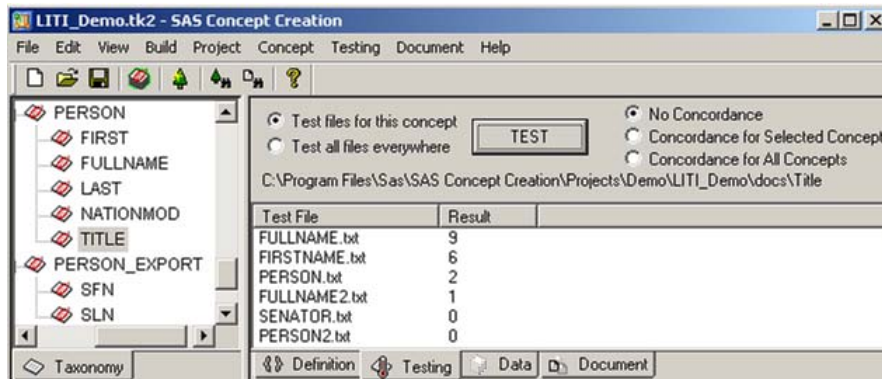 LITI_Demo.tk2 - SAS Concept Creation
File Edit View Build Project Concept Testing Document Help
PERSON
FIRST
FULLNAME
LAST
NATIONMOD
TITLE
PERSON_EXPORT
SFN
SLN
Taxonomy
Test files for this concept
Test all files everywhere
TEST
No Concordance
Concordance for Selected Concept
Concordance for All Concepts
C:\Program Files\Sas\SAS Concept Creation\Projects\Demo\LITI_Demo\docs\Title
Test File Result
FULLNAME.txt 9
FIRSTNAME.txt 6
PERSON.txt 2
FULLNAME2.txt 1
SENATOR.txt 0
PERSON2.txt 0
Definition Testing Data Document